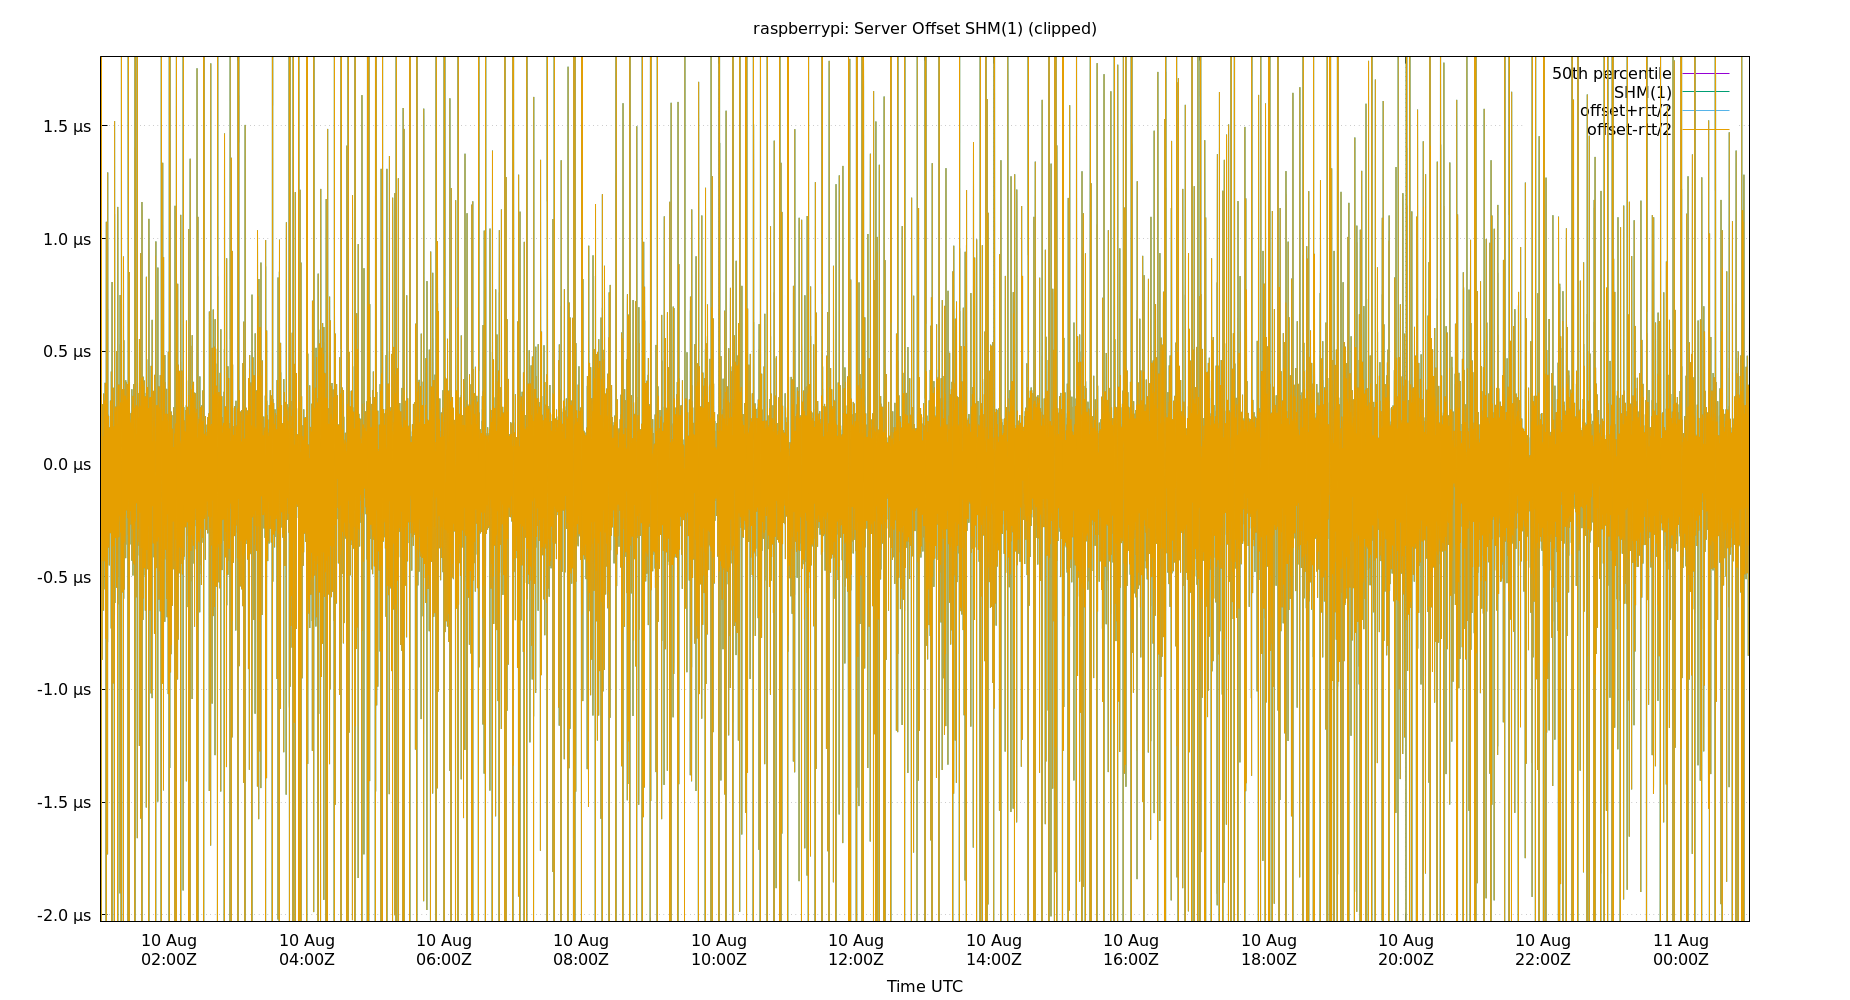 raspberrypi: Server Offset SHM(1) (clipped)
50th percentile
SHM(1)
offset+rtt/2
offset-rtt/2
1.5 µs
1.0 µs
0.5 µs
0.0 µs
-0.5 µs
-1.0 µs
-1.5 µs
-2.0 µs
10 Aug 10 Aug 10 Aug 10 Aug 10 Aug 10 Aug 10 Aug 10 Aug 10 Aug 10 Aug 10 Aug 11 Aug
02:00Z 04:00Z 06:00Z 08:00Z 10:00Z 12:00Z 14:00Z 16:00Z 18:00Z 20:00Z 22:00Z 00:00Z
Time UTC